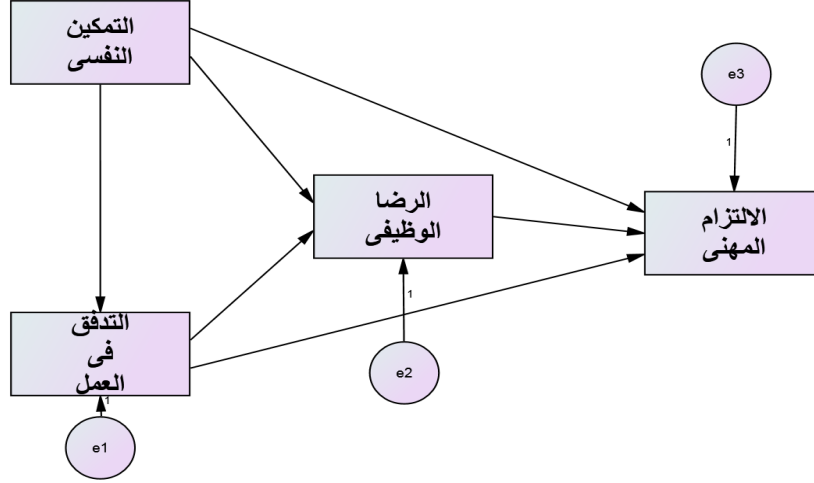 التمكين
النفسى
e3
1
الرضا
الوظيفى
الالتزام
المهنى
1
التدفق
فى
العمل
e2
1
e1